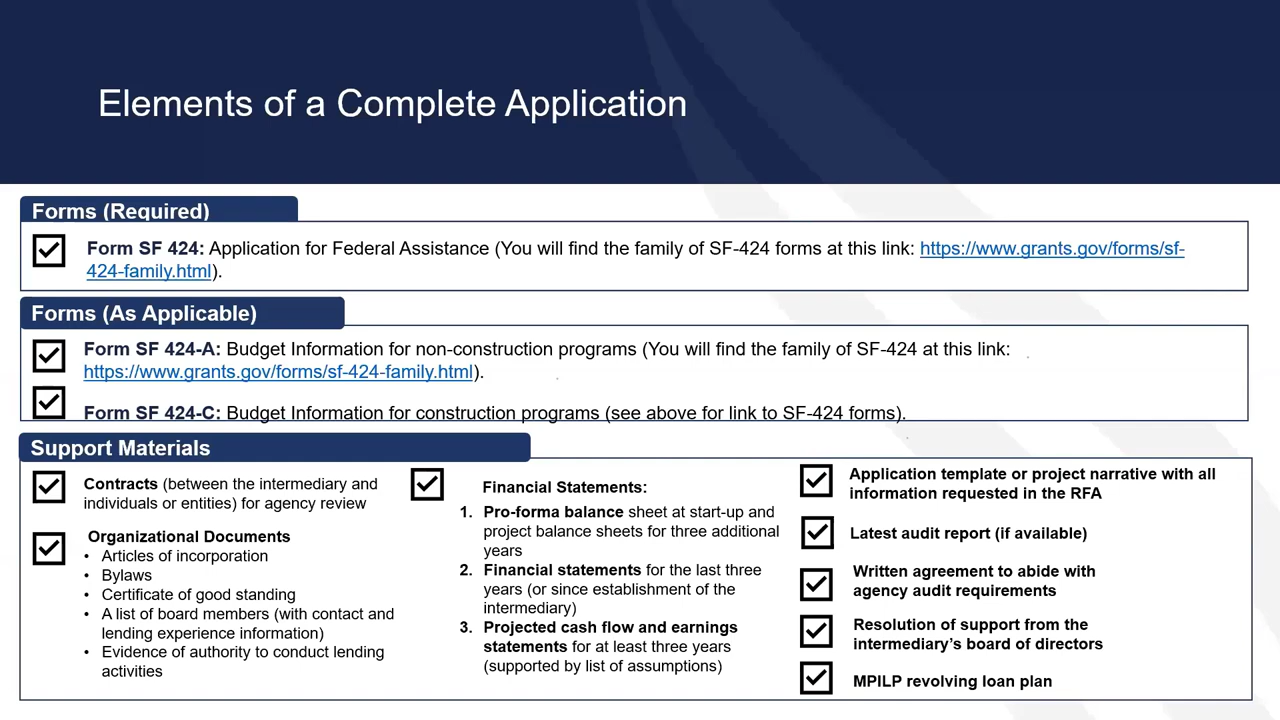 Elements of a Complete Application
Forms (Required)
Form SF 424: Application for Federal Assistance (You will find the family of SF-424 forms at this link: https://www.grants.gov/forms/sf-
424-family.html).
Forms (As Applicable)
Form SF 424-A: Budget Information for non-construction programs (You will find the family of SF-424 at this link:
https://www.grants.gov/forms/sf-424-family.html).
Form SF 424-C: Budget Information for construction programs (see above for link to SF-424 forms).
Support Materials
Contracts (between the intermediary and
individuals or entities) for agency review
Organizational Documents
• Articles of incorporation
• Bylaws
• Certificate of good standing
• A list of board members (with contact and
lending experience information)
• Evidence of authority to conduct lending
activities
Financial Statements:
1. Pro-forma balance sheet at start-up and
project balance sheets for three additional
years
2. Financial statements for the last three
years (or since establishment of the
intermediary)
3. Projected cash flow and earnings
statements for at least three years
(supported by list of assumptions)
Application template or project narrative with all
information requested in the RFA
Latest audit report (if available)
Written agreement to abide with
agency audit requirements
Resolution of support from the
intermediary's board of directors
MPILP revolving loan plan